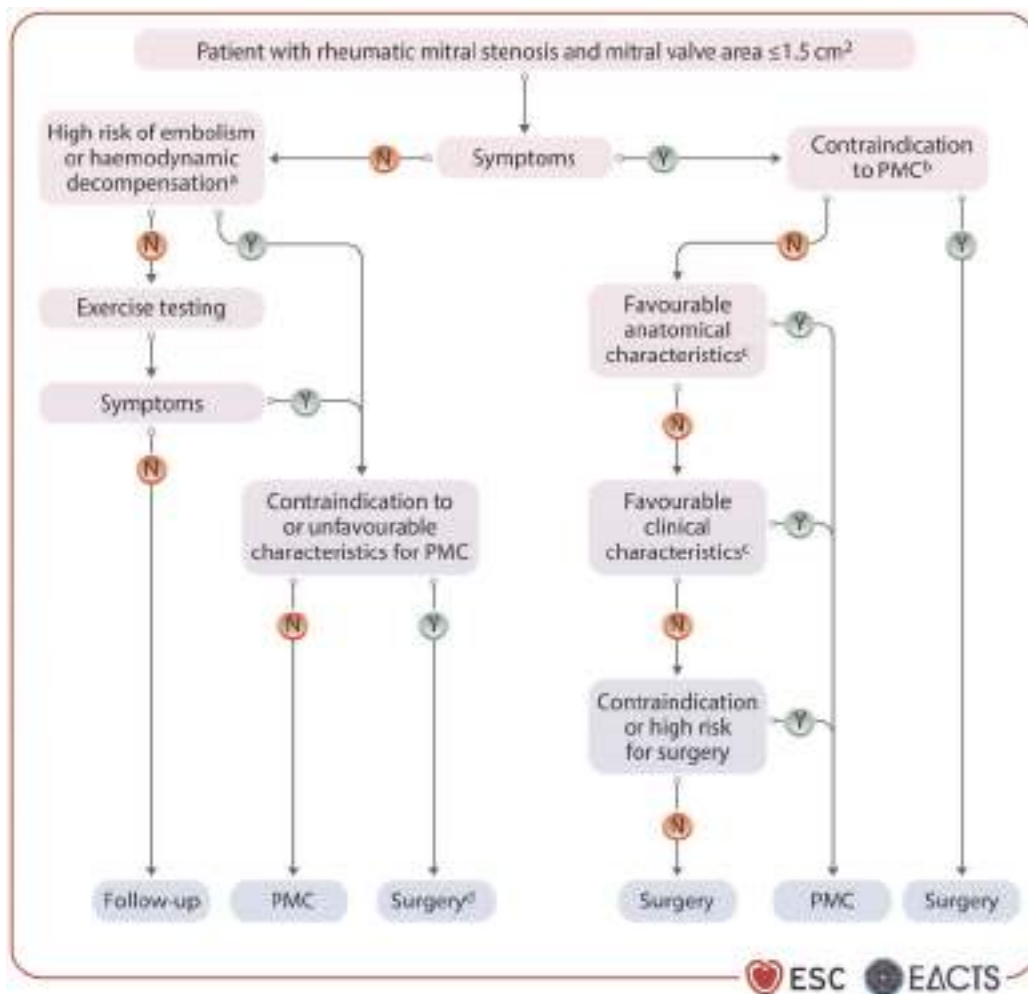 Patient with rheumatic mitral stenosis and mitral valve area ≤1.5 cm²
High risk of embolism
or haemodynamic
decompensationᵃ
N
Symptoms
Y
Contraindication
to PMCᵇ
N
Y
N
Y
Exercise testing
Favourable
anatomical
characteristicsᶜ
Y
Symptoms
Y
N
N
Contraindication to
or unfavourable
characteristics for PMC
Favourable
clinical
characteristicsᶜ
Y
N
Y
N
Contraindication
or high risk
for surgery
Y
N
Follow-up
PMC
Surgeryᵈ
Surgery
PMC
Surgery
ESC
EACTS